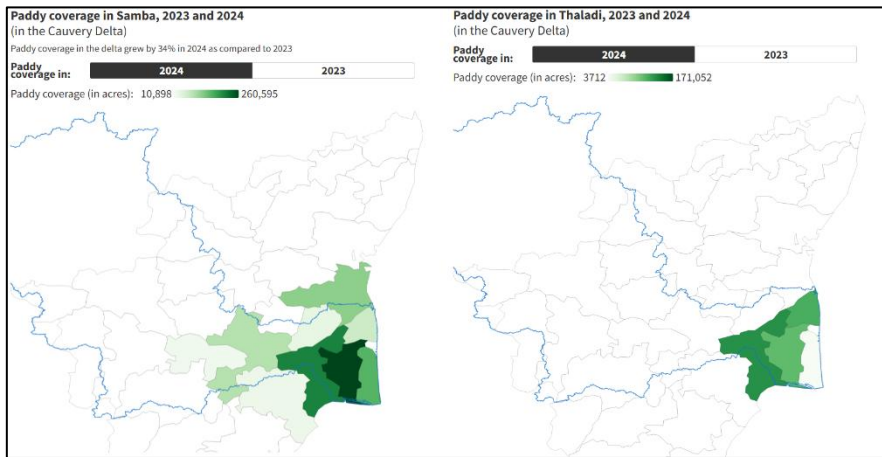 Paddy coverage in Samba, 2023 and 2024
(in the Cauvery Delta)
Paddy coverage in the delta grew by 34% in 2024 as compared to 2023
Paddy
coverage in:
2024
2023
Paddy coverage (in acres): 10,898 260,595
Paddy coverage in Thaladi, 2023 and 2024
(in the Cauvery Delta)
Paddy
coverage in:
2024
2023
Paddy coverage (in acres): 3712 171,052